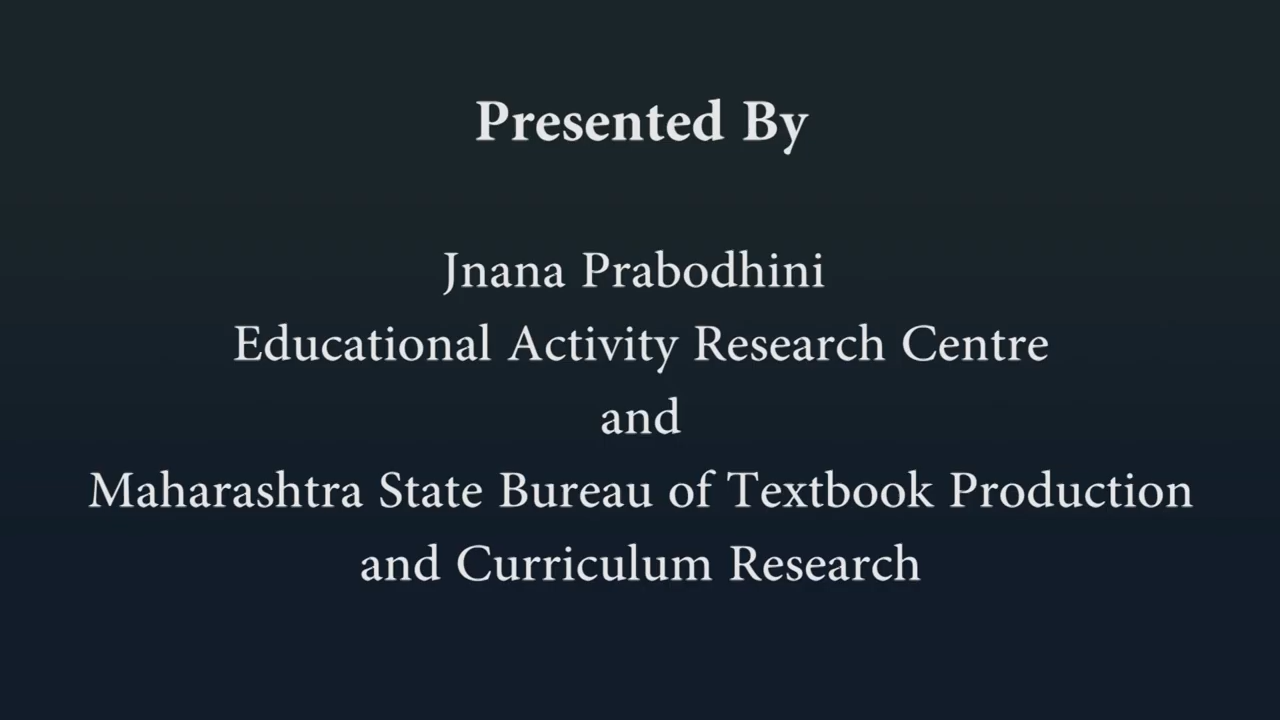 Presented By
Jnana Prabodhini
Educational Activity Research Centre
and
Maharashtra State Bureau of Textbook Production
and Curriculum Research